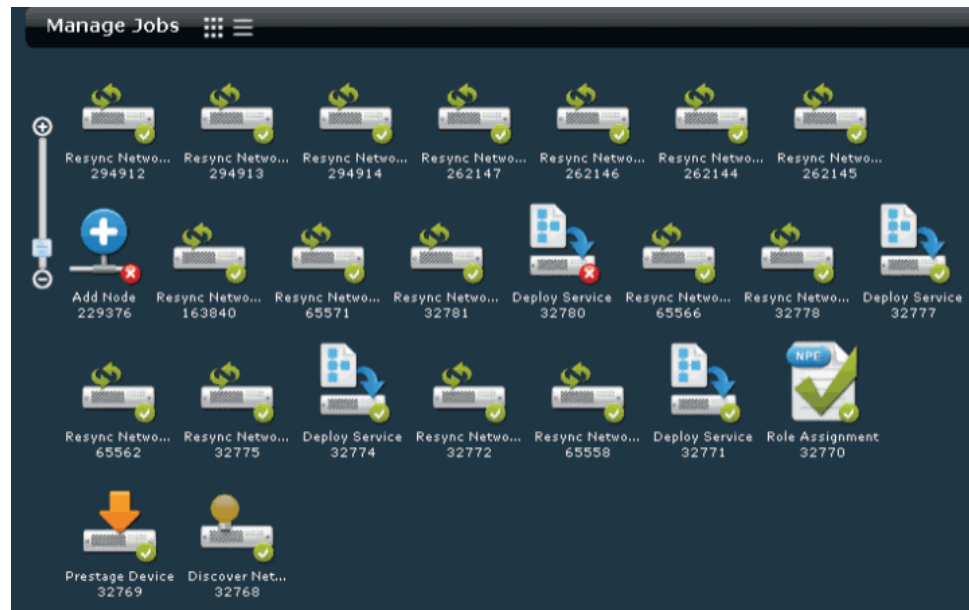 Manage Jobs
Resync Netwo... Resync Netwo... Resync Netwo... Resync Netwo... Resync Netwo... Resync Netwo... Resync Netwo...
294912 294913 294914 262147 262146 262144 262145
Add Node Resync Netwo... Resync Netwo... Resync Netwo... Deploy Service Resync Netwo... Resync Netwo... Deploy Service
229376 163840 65571 32781 32780 65566 32778 32777
NPE
Resync Netwo... Resync Netwo... Deploy Service Resync Netwo... Resync Netwo... Deploy Service Role Assignment
65562 32775 32774 32772 65558 32771 32770
Prestage Device Discover Net...
32769 32768